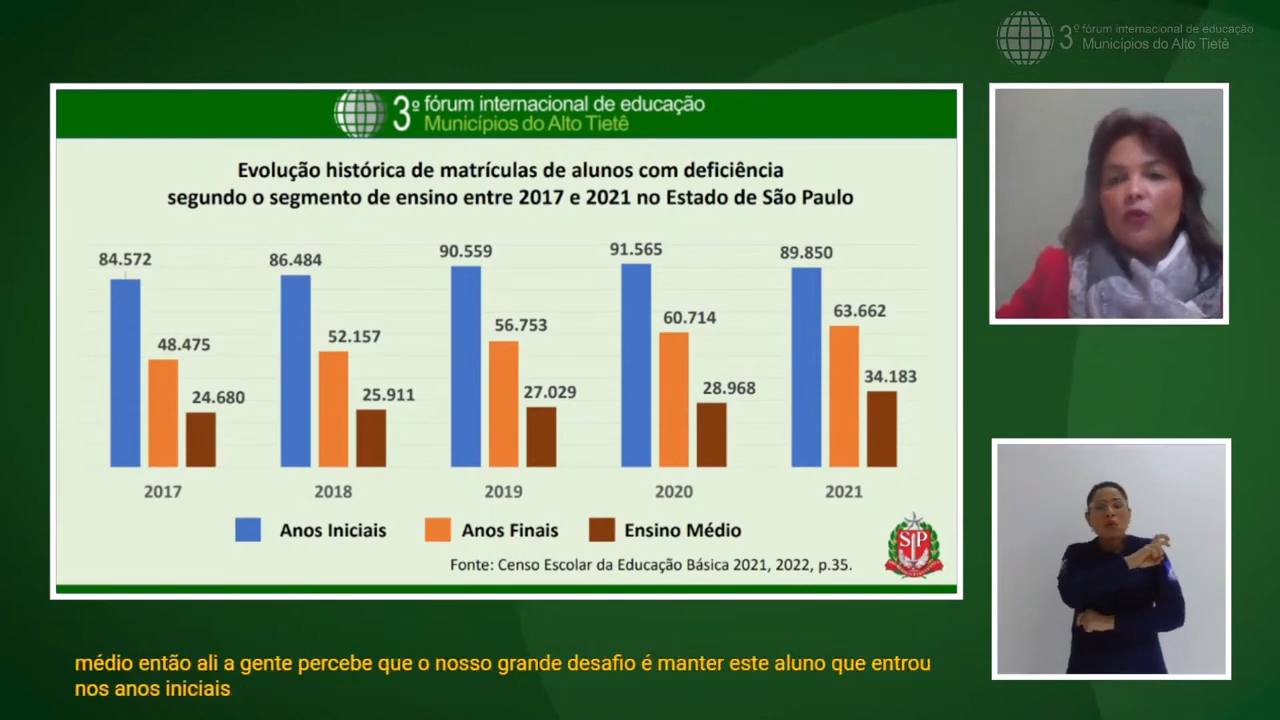 3º fórum internacional de educação
Municípios do Alto Tietê
3º fórum internacional de educação
Municípios do Alto Tietê
Evolução histórica de matrículas de alunos com deficiência
segundo o segmento de ensino entre 2017 e 2021 no Estado de São Paulo
84.572
48.475
24.680
86.484
52.157
25.911
90.559
56.753
27.029
91.565
60.714
28.968
89.850
63.662
34.183
2017 2018 2019 2020 2021
Anos Iniciais Anos Finais Ensino Médio
SP
Fonte: Censo Escolar da Educação Básica 2021, 2022, p.35.
médio então ali a gente percebe que o nosso grande desafio é manter este aluno que entrou
nos anos iniciais